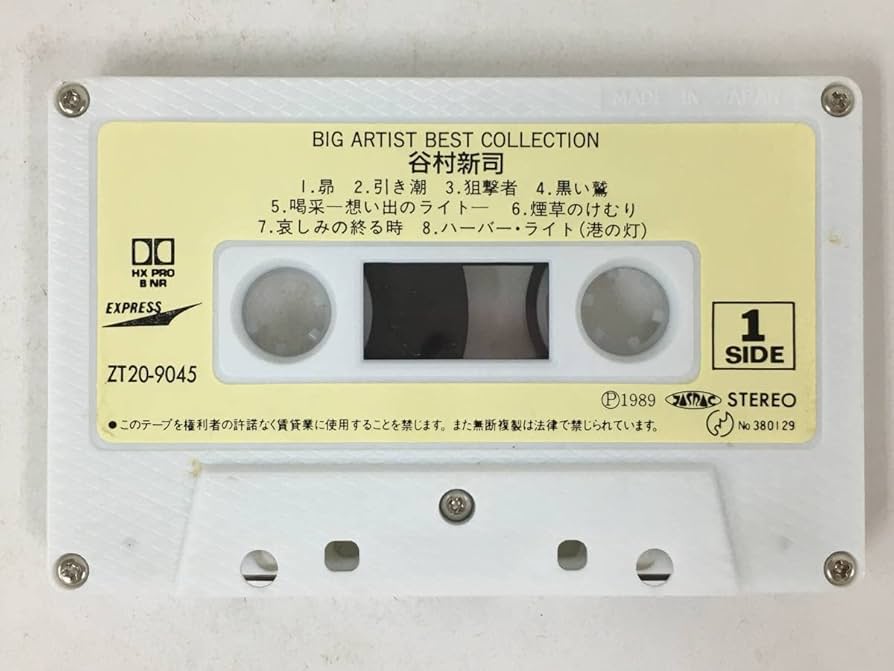 MADE IN JAPAN
BIG ARTIST BEST COLLECTION
谷村新司
1.昴 2.引き潮 3.狙撃者 4.黒い鷲
5.喝采―想い出のライト― 6.煙草のけむり
7.哀しみの終る時 8.ハーバー・ライト(港の灯)
HX PRO
B NR
EXPRESS
ZT20-9045
1
SIDE
Ⓟ1989 JASRAC STEREO
●このテープを権利者の許諾なく賃貸業に使用することを禁じます。また無断複製は法律で禁じられています。
No 380129